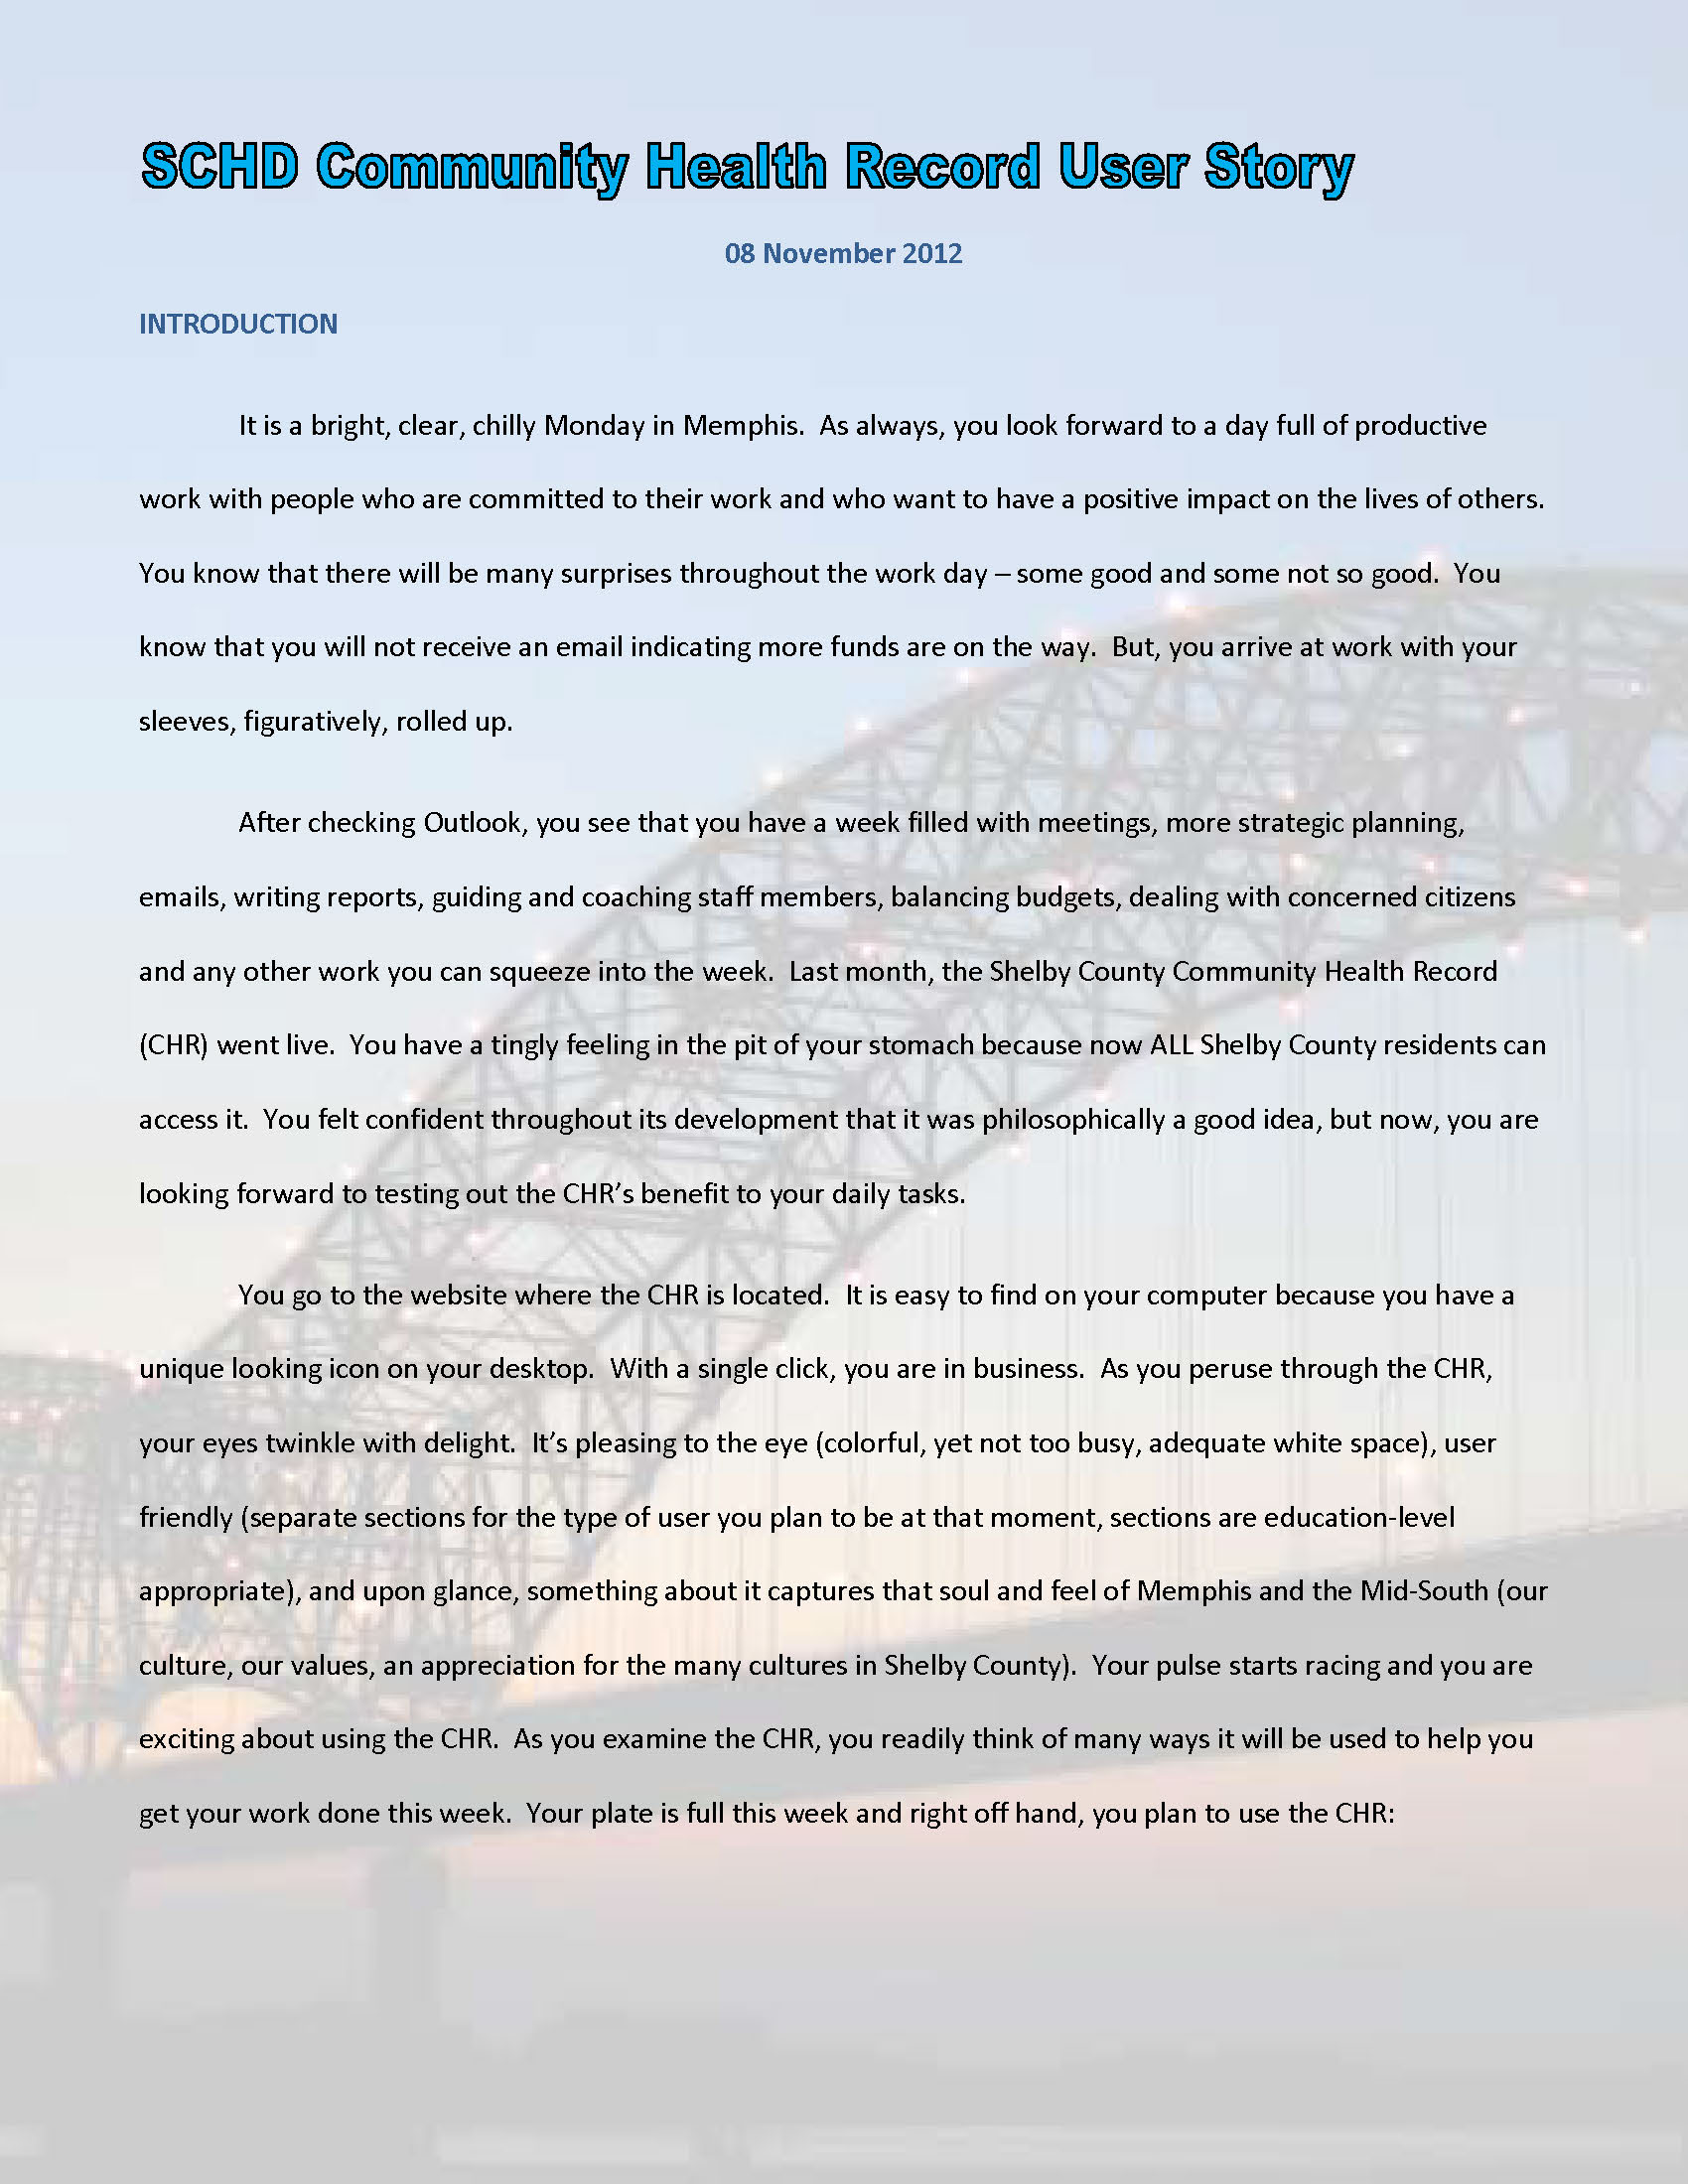 SCHD Community Health Record User Story
08 November 2012
INTRODUCTION
It is a bright, clear, chilly Monday in Memphis.  As always, you look forward to a day full of productive
work with people who are committed to their work and who want to have a positive impact on the lives of others.
You know that there will be many surprises throughout the work day – some good and some not so good.  You
know that you will not receive an email indicating more funds are on the way.  But, you arrive at work with your
sleeves, figuratively, rolled up.
After checking Outlook, you see that you have a week filled with meetings, more strategic planning,
emails, writing reports, guiding and coaching staff members, balancing budgets, dealing with concerned citizens
and any other work you can squeeze into the week.  Last month, the Shelby County Community Health Record
(CHR) went live.  You have a tingly feeling in the pit of your stomach because now ALL Shelby County residents can
access it.  You felt confident throughout its development that it was philosophically a good idea, but now, you are
looking forward to testing out the CHR’s benefit to your daily tasks.
You go to the website where the CHR is located.  It is easy to find on your computer because you have a
unique looking icon on your desktop.  With a single click, you are in business.  As you peruse through the CHR,
your eyes twinkle with delight.  It’s pleasing to the eye (colorful, yet not too busy, adequate white space), user
friendly (separate sections for the type of user you plan to be at that moment, sections are education-level
appropriate), and upon glance, something about it captures that soul and feel of Memphis and the Mid-South (our
culture, our values, an appreciation for the many cultures in Shelby County).  Your pulse starts racing and you are
exciting about using the CHR.  As you examine the CHR, you readily think of many ways it will be used to help you
get your work done this week.  Your plate is full this week and right off hand, you plan to use the CHR: